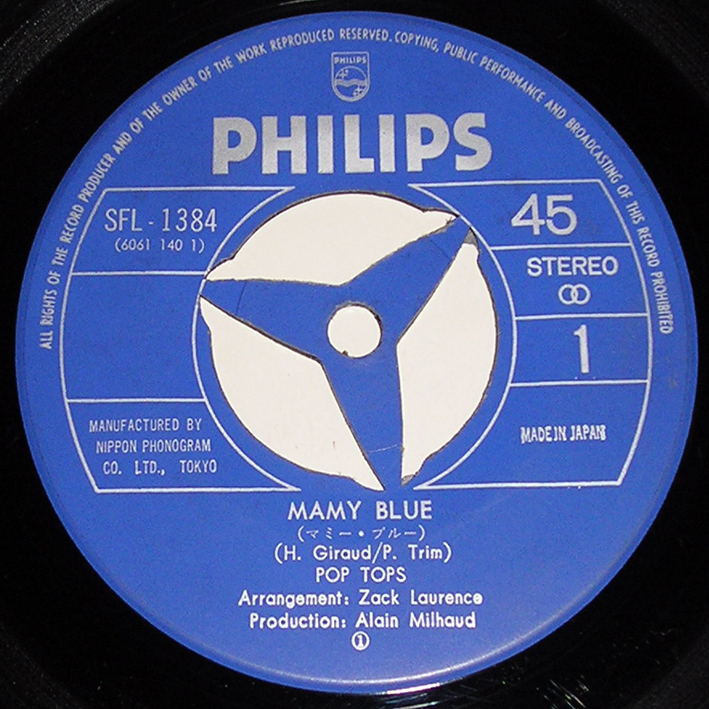 ALL RIGHTS OF THE RECORD PRODUCER AND OF THE OWNER OF THE WORK REPRODUCED RESERVED. COPYING, PUBLIC PERFORMANCE AND BROADCASTING OF THIS RECORD PROHIBITED
PHILIPS
PHILIPS
SFL-1384
(6061 140 1)
45
STEREO
1
MANUFACTURED BY
NIPPON PHONOGRAM
CO. LTD., TOKYO
MADE IN JAPAN
MAMY BLUE
(マミー・ブルー)
(H. Giraud/P. Trim)
POP TOPS
Arrangement: Zack Laurence
Production: Alain Milhaud
①